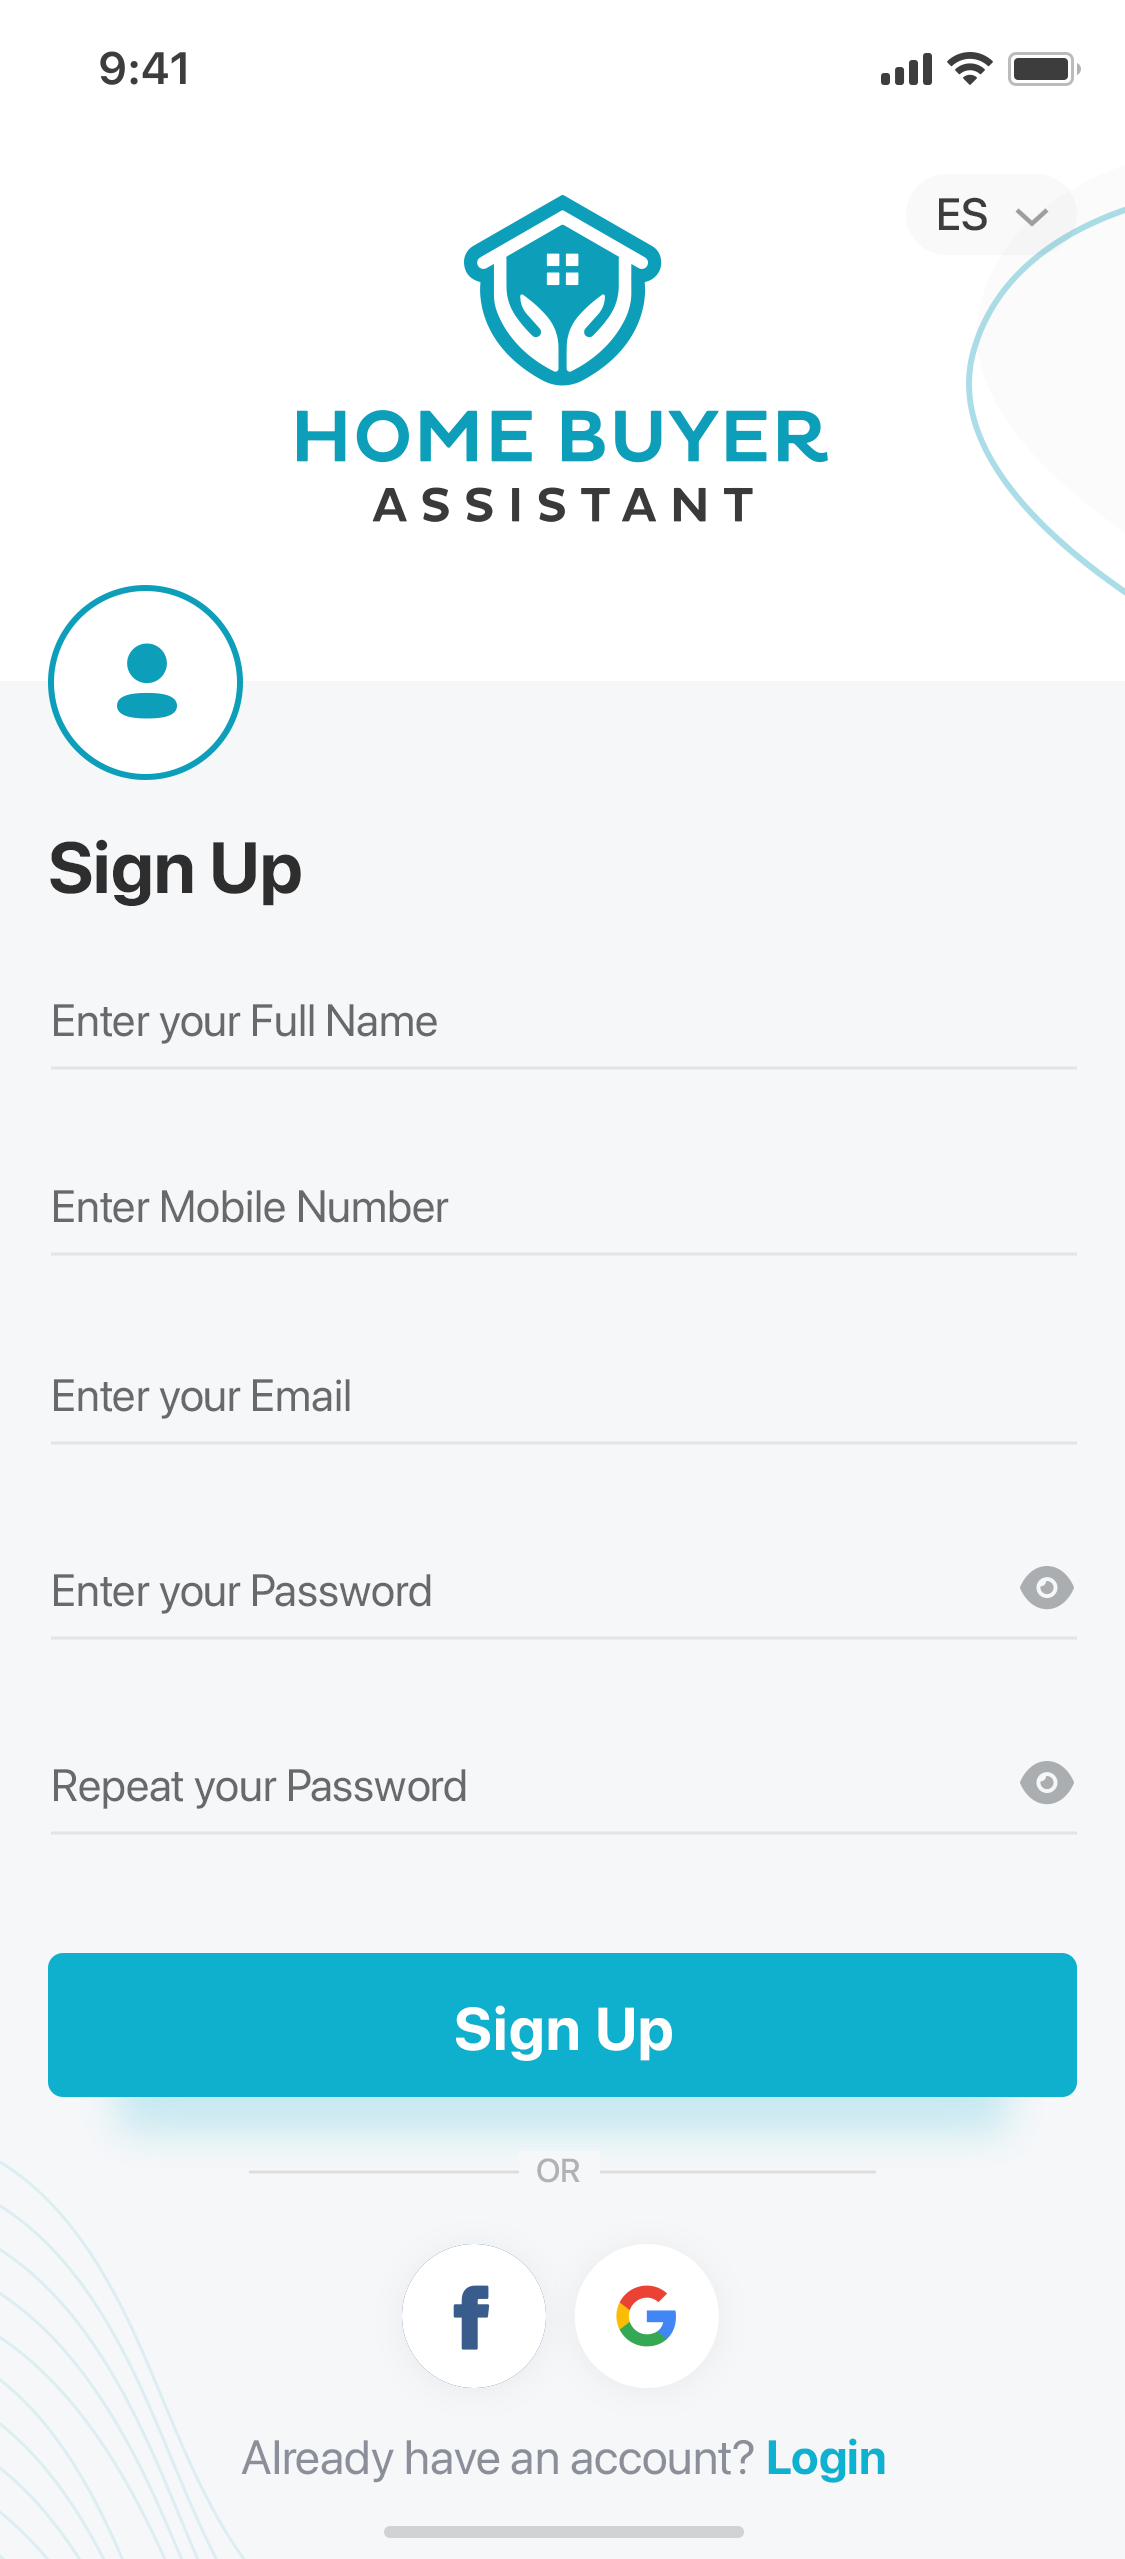 9:41
ES
HOME BUYER
ASSISTANT
Sign Up
Enter your Full Name
Enter Mobile Number
Enter your Email
Enter your Password
Repeat your Password
Sign Up
OR
Already have an account? Login